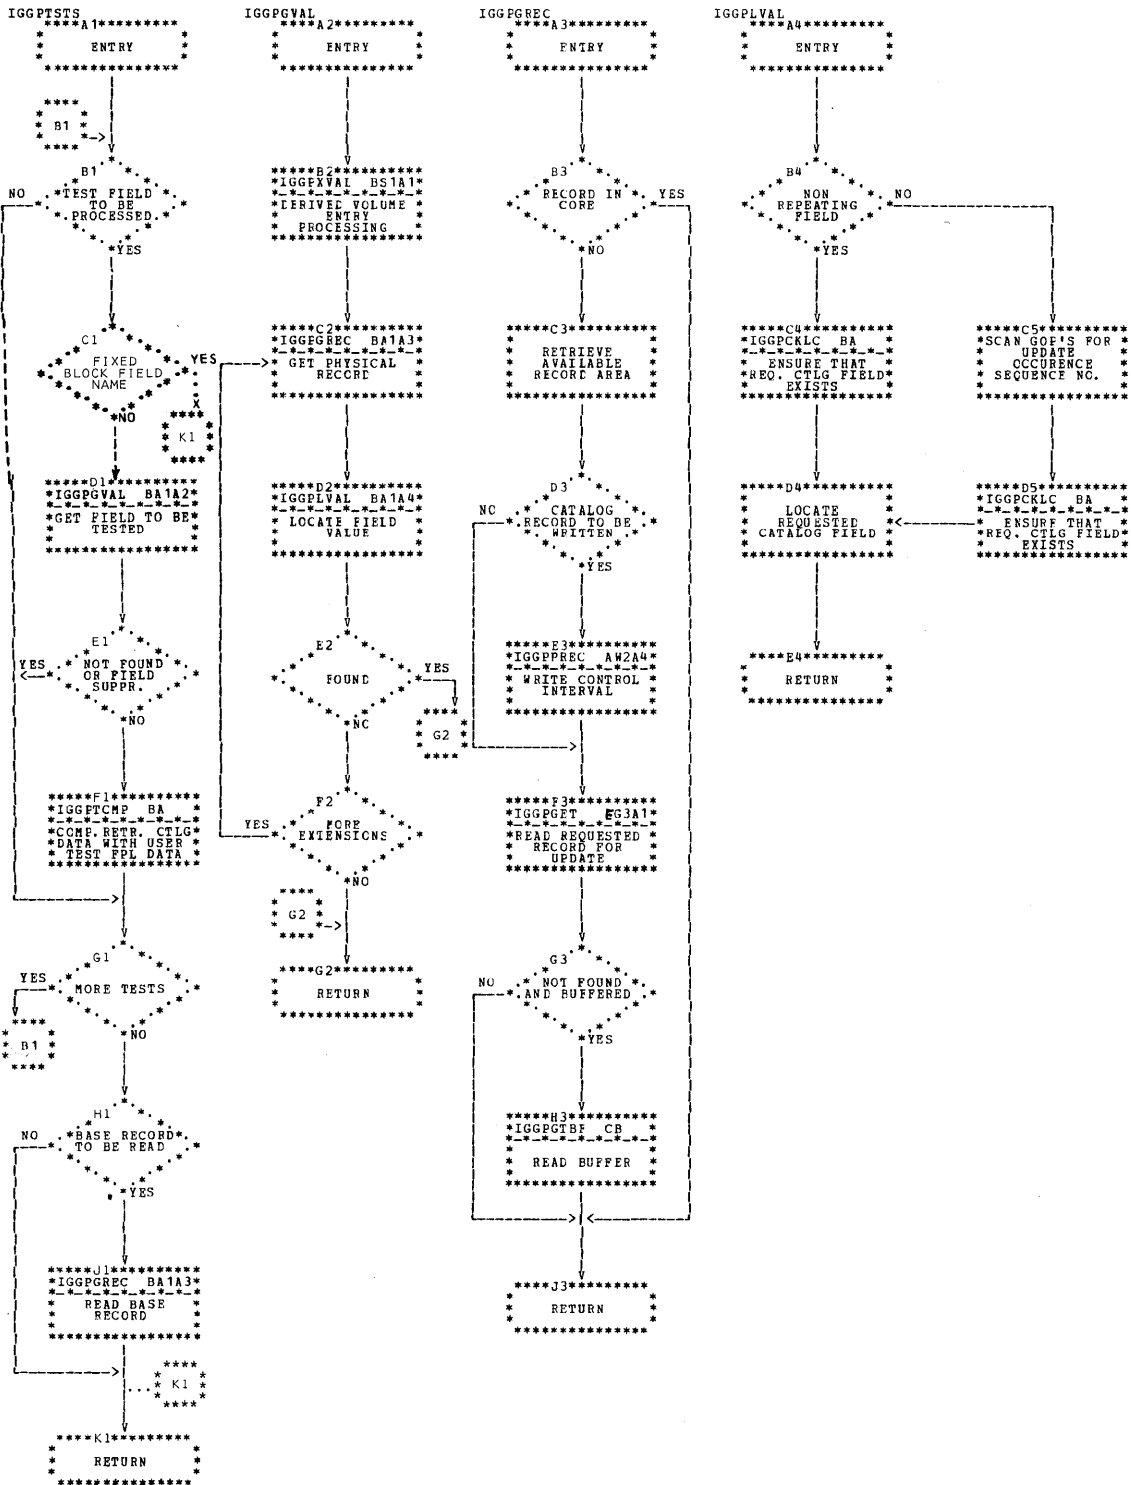 IGGPTSTS
A1
ENTRY
B1
B1
TEST FIELD
TO BE
PROCESSED
NO
YES
C1
FIXED
BLOCK FIELD
NAME
YES
NO
K1
D1
IGGPGVAL BA1A2
GET FIELD TO BE
TESTED
E1
NOT FOUND
OR FIELD
SUPPR.
YES
NO
F1
IGGPTCMP BA
COMP.RETR. CTLG
DATA WITH USER
TEST FPL DATA
G1
MORE TESTS
YES
NO
B1
H1
BASE RECORD
TO BE READ
NO
YES
J1
IGGPGREC BA1A3
READ BASE
RECORD
K1
K1
RETURN
IGGPGVAL
A2
ENTRY
B2
IGGPXVAL BS1A1
DERIVED VOLUME
ENTRY
PROCESSING
C2
IGGPGREC BA1A3
GET PHYSICAL
RECORD
D2
IGGPLVAL BA1A4
LOCATE FIELD
VALUE
E2
FOUND
YES
NO
G2
F2
MORE
EXTENSIONS
YES
NO
G2
G2
RETURN
IGGPGREC
A3
ENTRY
B3
RECORD IN
CORE
YES
NO
C3
RETRIEVE
AVAILABLE
RECORD AREA
D3
CATALOG
RECORD TO BE
WRITTEN
NO
YES
E3
IGGPPREC AW2A4
WRITE CONTROL
INTERVAL
F3
IGGPGET EG3A1
READ REQUESTED
RECORD FOR
UPDATE
G3
NOT FOUND
AND BUFFERED
NO
YES
H3
IGGPGTBF CB
READ BUFFER
J3
RETURN
IGGPLVAL
A4
ENTRY
B4
NON
REPEATING
FIELD
NO
YES
C4
IGGPCKLC BA
ENSURE THAT
REQ. CTLG FIELD
EXISTS
C5
SCAN GOP'S FOR
UPDATE
OCCURENCE
SEQUENCE NO.
D4
LOCATE
REQUESTED
CATALOG FIELD
D5
IGGPCKLC BA
ENSURE THAT
REQ. CTLG FIELD
EXISTS
E4
RETURN